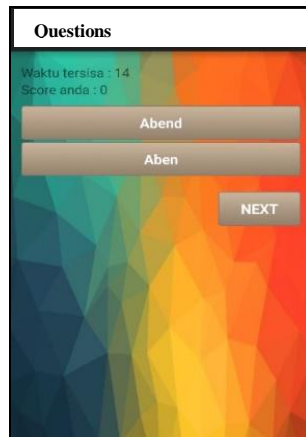 Ouestions
Waktu tersisa : 14
Score anda : 0
Abend
Aben
NEXT